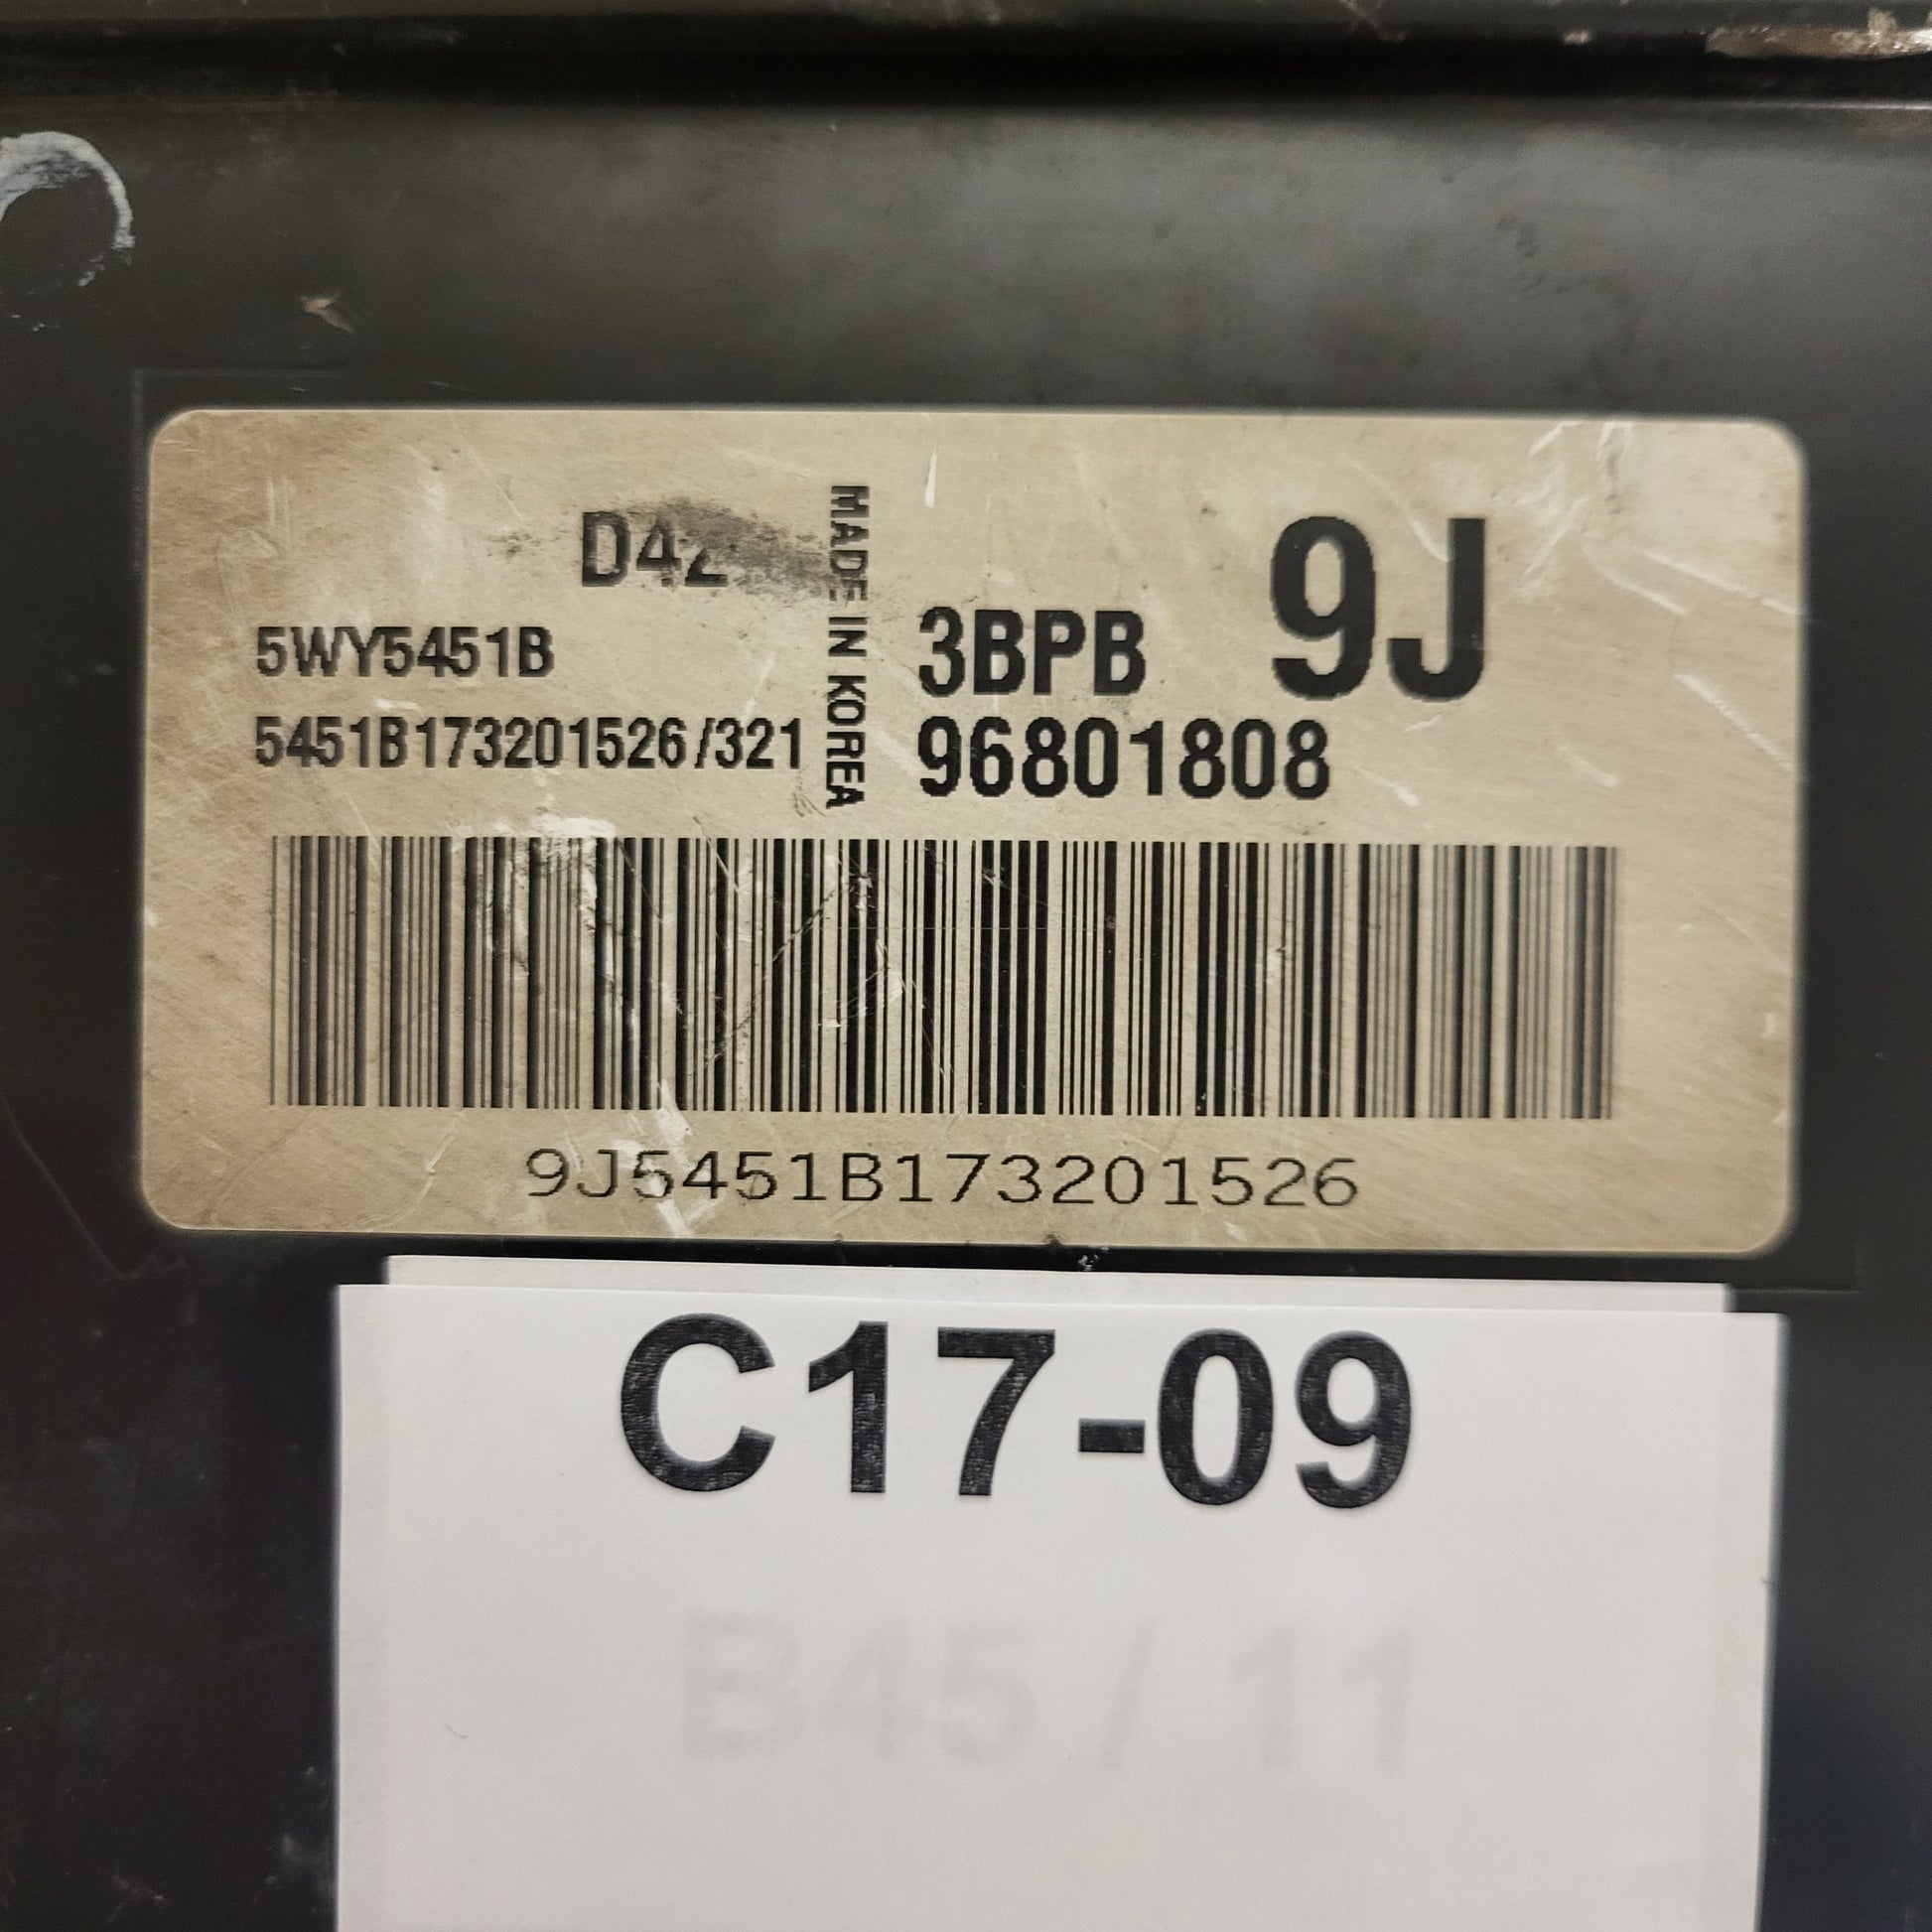 D42
MADE IN KOREA
9J
5WY5451B
3BPB
5451B173201526/321
96801808
9J5451B173201526
C17-09
B45 / 11